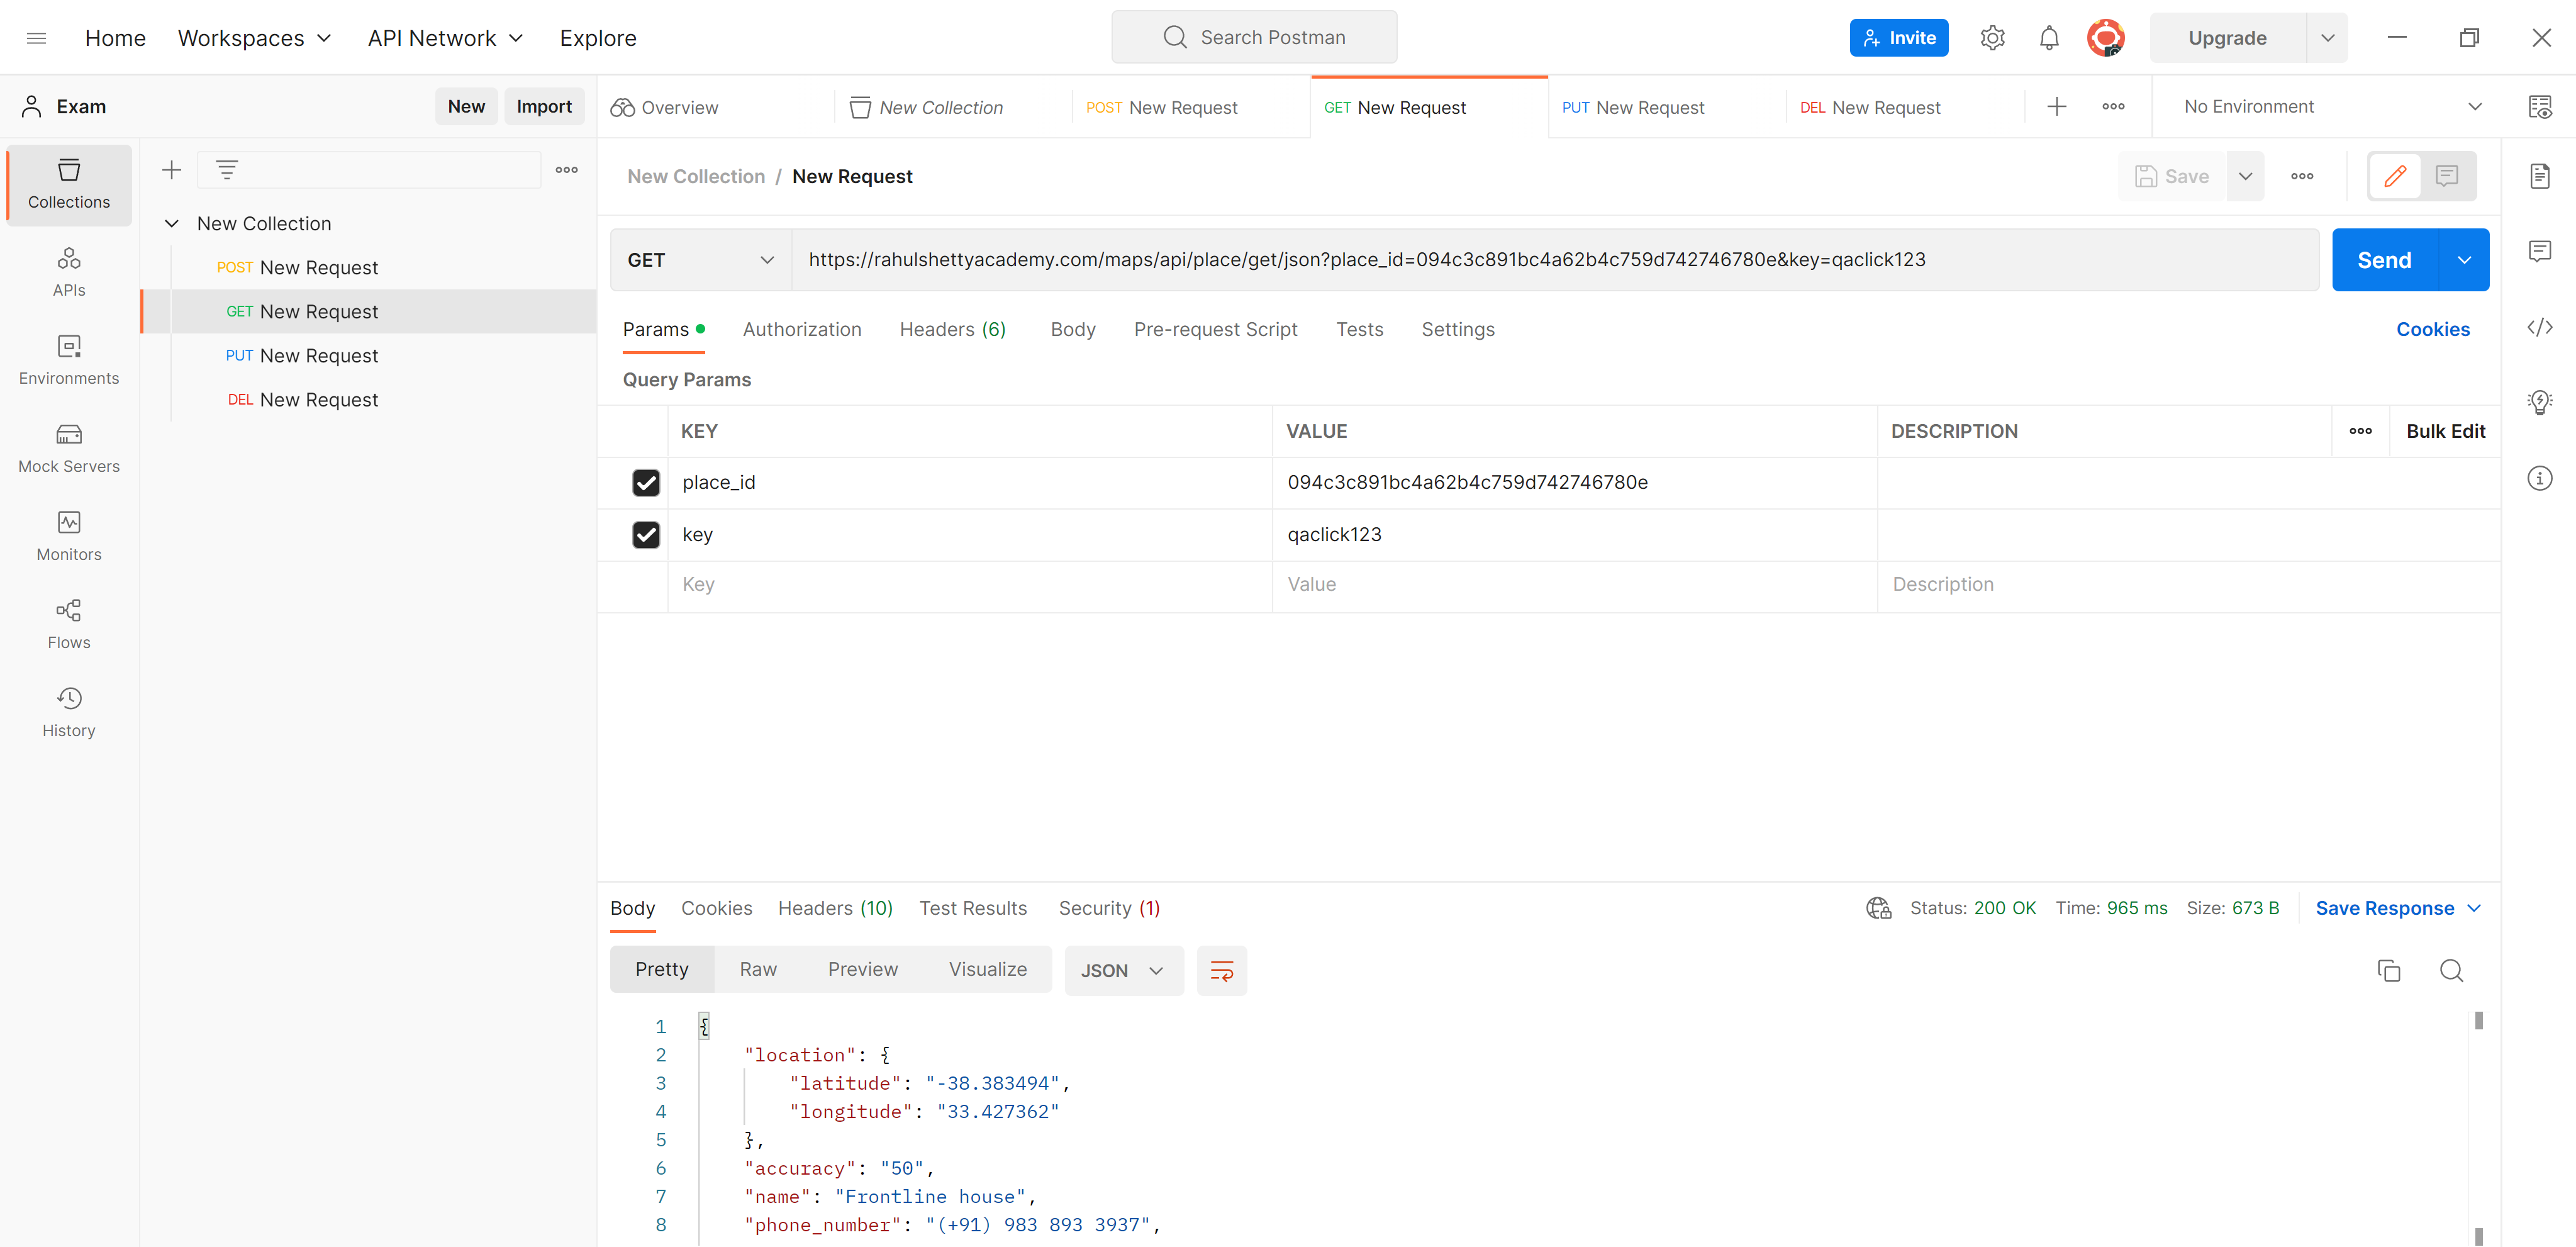 Home Workspaces API Network Explore Search Postman Invite Upgrade
Exam New Import Overview New Collection POST New Request GET New Request PUT New Request DEL New Request No Environment
Collections
APIs
Environments
Mock Servers
Monitors
Flows
History
New Collection
POST New Request
GET New Request
PUT New Request
DEL New Request
New Collection / New Request Save
GET https://rahulshettyacademy.com/maps/api/place/get/json?place_id=094c3c891bc4a62b4c759d742746780e&key=qaclick123 Send
Params Authorization Headers (6) Body Pre-request Script Tests Settings Cookies
Query Params
KEY VALUE DESCRIPTION Bulk Edit
place_id 094c3c891bc4a62b4c759d742746780e
key qaclick123
Key Value Description
Body Cookies Headers (10) Test Results Security (1) Status: 200 OK Time: 965 ms Size: 673 B Save Response
Pretty Raw Preview Visualize JSON
1 {
2 "location": {
3 "latitude": "-38.383494",
4 "longitude": "33.427362"
5 },
6 "accuracy": "50",
7 "name": "Frontline house",
8 "phone_number": "(+91) 983 893 3937",